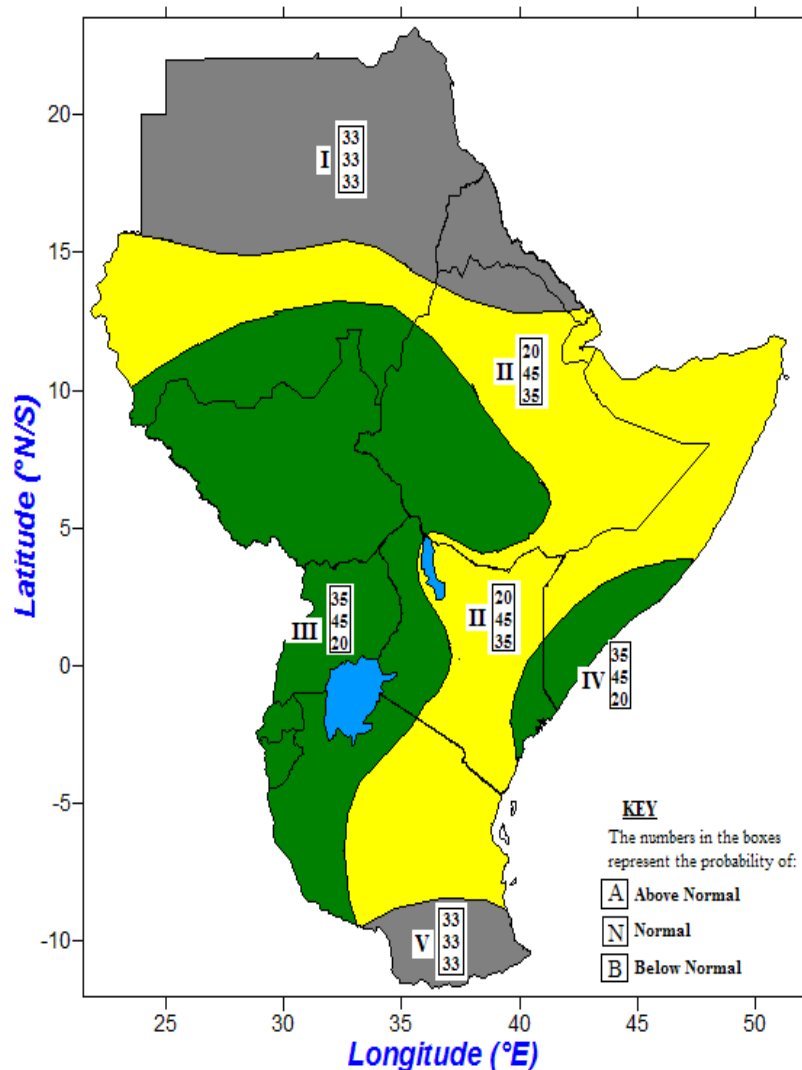 20
15
10
5
0
-5
-10
Latitude (°N/S)
I
33
33
33
II
20
45
35
III
35
45
20
II
20
45
35
IV
35
45
20
V
33
33
33
KEY
The numbers in the boxes
represent the probability of:
A Above Normal
N Normal
B Below Normal
25 30 35 40 45 50
Longitude (°E)